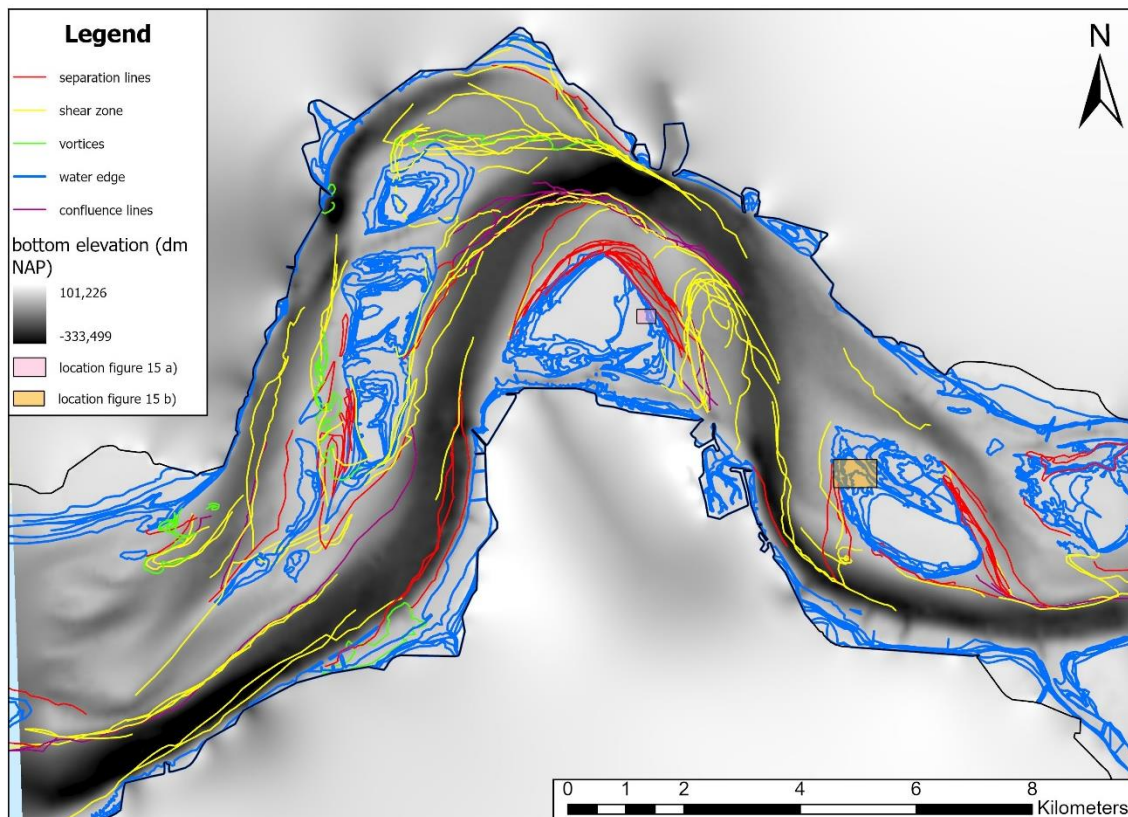 Legend
separation lines
shear zone
vortices
water edge
confluence lines
bottom elevation (dm
NAP)
101,226
-333,499
location figure 15 a)
location figure 15 b)
N
0 1 2 4 6 8
Kilometers